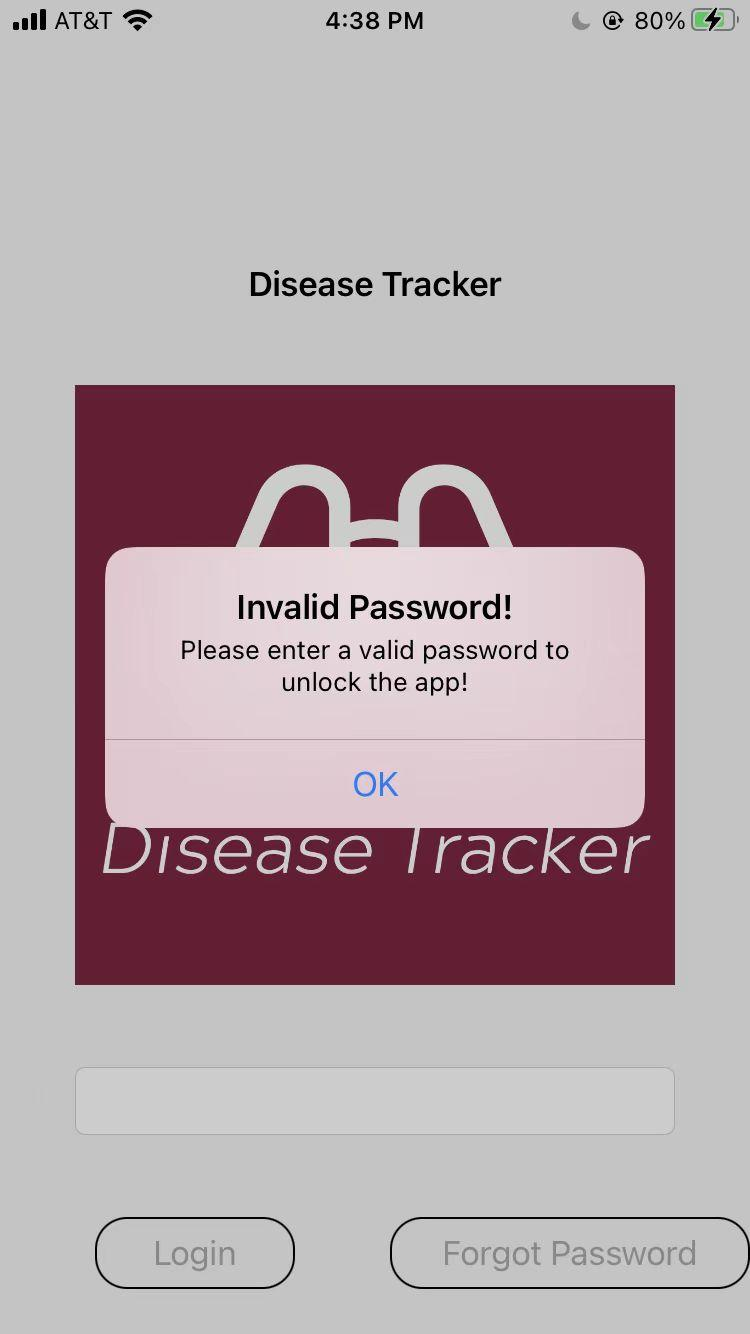 AT&T 4:38 PM 80%
Disease Tracker
Invalid Password!
Please enter a valid password to
unlock the app!
OK
Disease Tracker
Login Forgot Password